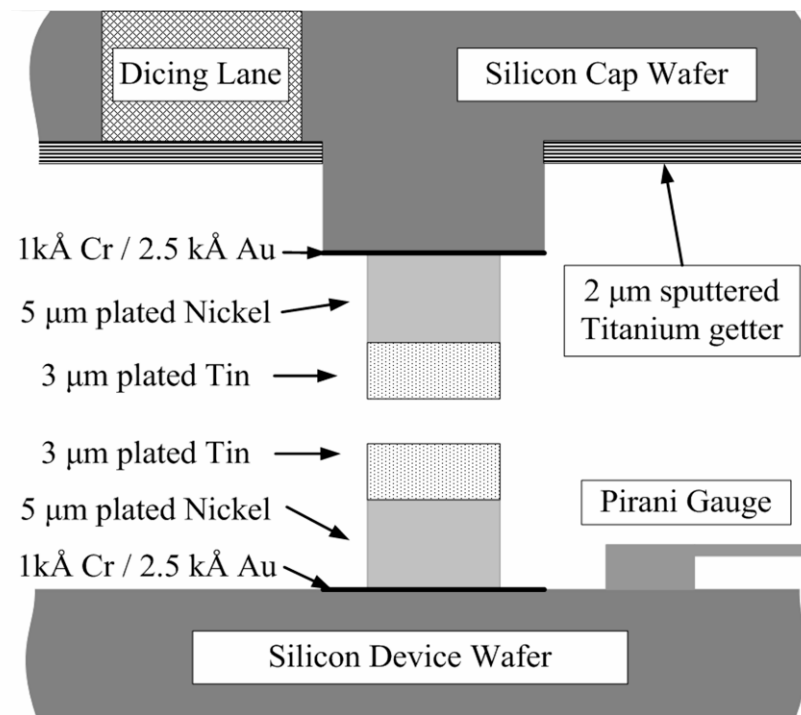 Dicing Lane
Silicon Cap Wafer
1kÅ Cr / 2.5 kÅ Au
5 μm plated Nickel
2 μm sputtered
Titanium getter
3 μm plated Tin
3 μm plated Tin
5 μm plated Nickel
Pirani Gauge
1kÅ Cr / 2.5 kÅ Au
Silicon Device Wafer